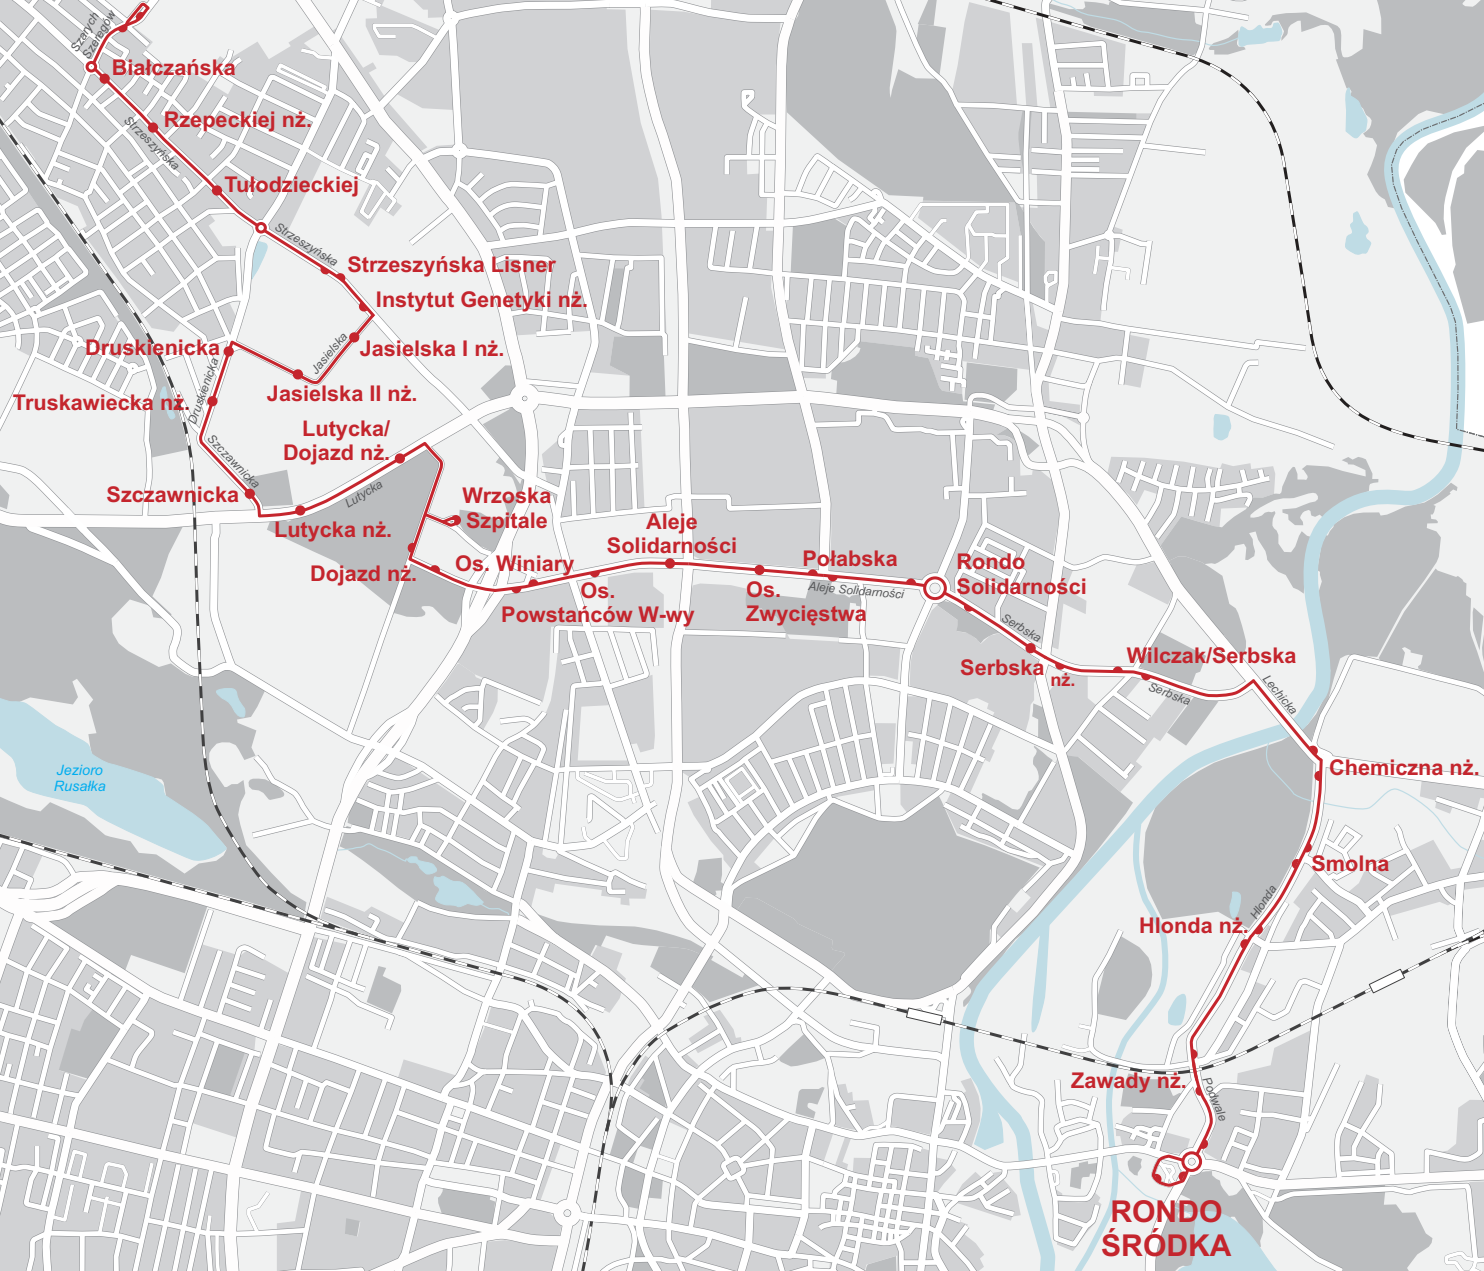 Szarych
Szeregów
Białczańska
Rzepeckiej nż.
Strzeszyńska
Tułodzieckiej
Strzeszyńska
Strzeszyńska Lisner
Instytut Genetyki nż.
Jasielska I nż.
Jasielska
Druskienicka
Druskienicka
Jasielska II nż.
Truskawiecka nż.
Lutycka/
Dojazd nż.
Szczawnicka
Szczawnicka
Lutycka
Lutycka nż.
Wrzoska
Szpitale
Dojazd nż.
Os. Winiary
Os.
Powstańców W-wy
Aleje
Solidarności
Os.
Zwycięstwa
Połabska
Aleje Solidarności
Rondo
Solidarności
Serbska
Serbska nż.
Wilczak/Serbska
Serbska
Lechicka
Chemiczna nż.
Smolna
Hlonda
Hlonda nż.
Zawady nż.
Podwale
RONDO
ŚRÓDKA
Jezioro
Rusałka